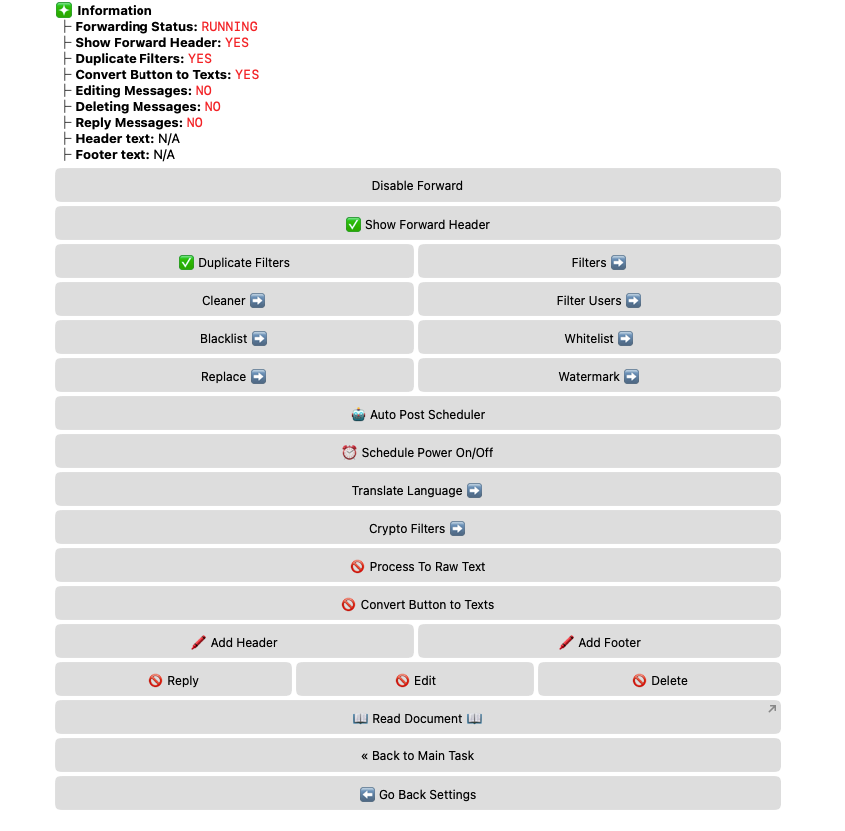 Information
├ Forwarding Status: RUNNING
├ Show Forward Header: YES
├ Duplicate Filters: YES
├ Convert Button to Texts: YES
├ Editing Messages: NO
├ Deleting Messages: NO
├ Reply Messages: NO
├ Header text: N/A
├ Footer text: N/A
Disable Forward
✅ Show Forward Header
✅ Duplicate Filters
Filters ➡️
Cleaner ➡️
Filter Users ➡️
Blacklist ➡️
Whitelist ➡️
Replace ➡️
Watermark ➡️
🤖 Auto Post Scheduler
⏰ Schedule Power On/Off
Translate Language ➡️
Crypto Filters ➡️
🚫 Process To Raw Text
🚫 Convert Button to Texts
🖍 Add Header
🖍 Add Footer
🚫 Reply
🚫 Edit
🚫 Delete
📖 Read Document 📖
« Back to Main Task
⬅️ Go Back Settings